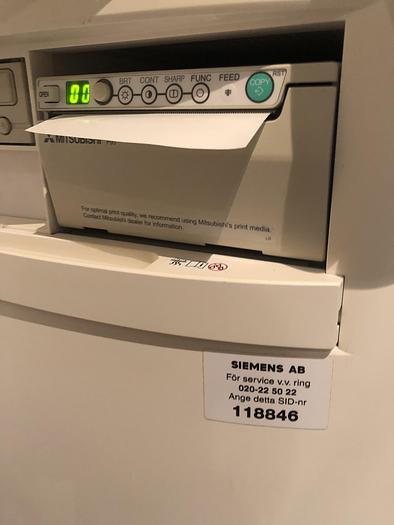 BRT CONT SHARP FUNC FEED RST
OPEN 00 COPY
MITSUBISHI
For optimal print quality, we recommend using Mitsubishi's print media.
Contact Mitsubishi dealer for information.
SIEMENS AB
För service v.v. ring
020-22 50 22
Ange detta SID-nr
118846